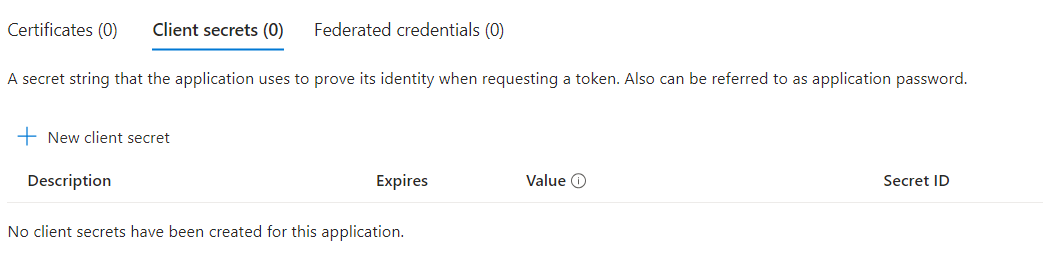 Certificates (0) Client secrets (0) Federated credentials (0)
A secret string that the application uses to prove its identity when requesting a token. Also can be referred to as application password.
New client secret
Description Expires Value Secret ID
No client secrets have been created for this application.